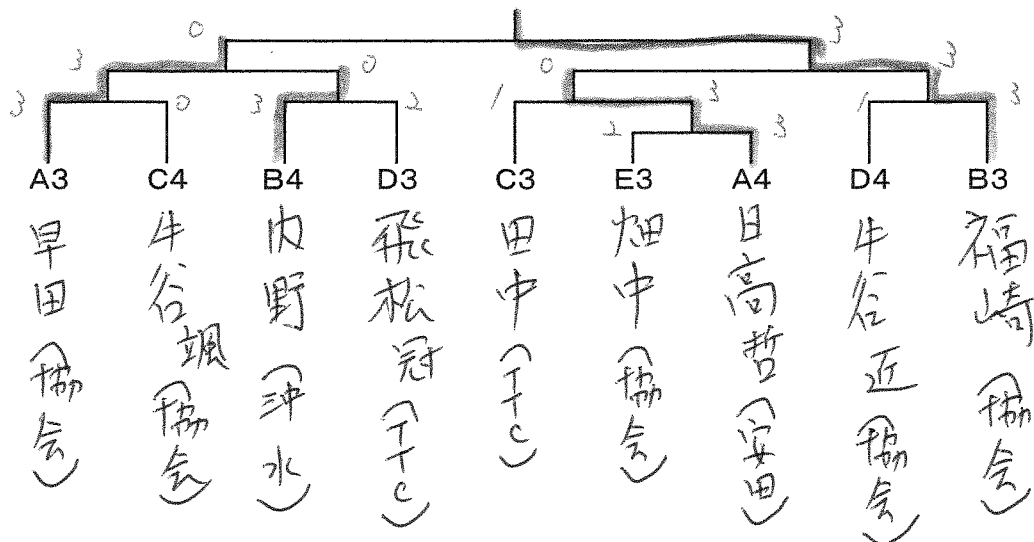 0 3
3 0 0 3
3 0 3 2 1 3 1 3
2 3
A3 C4 B4 D3 C3 E3 A4 D4 B3
早田(協会)
牛谷颯(協会)
内野(沖水)
飛松冠(TTC)
田中(TTC)
畑中(協会)
日高哲(安田)
牛谷近(協会)
福崎(協会)